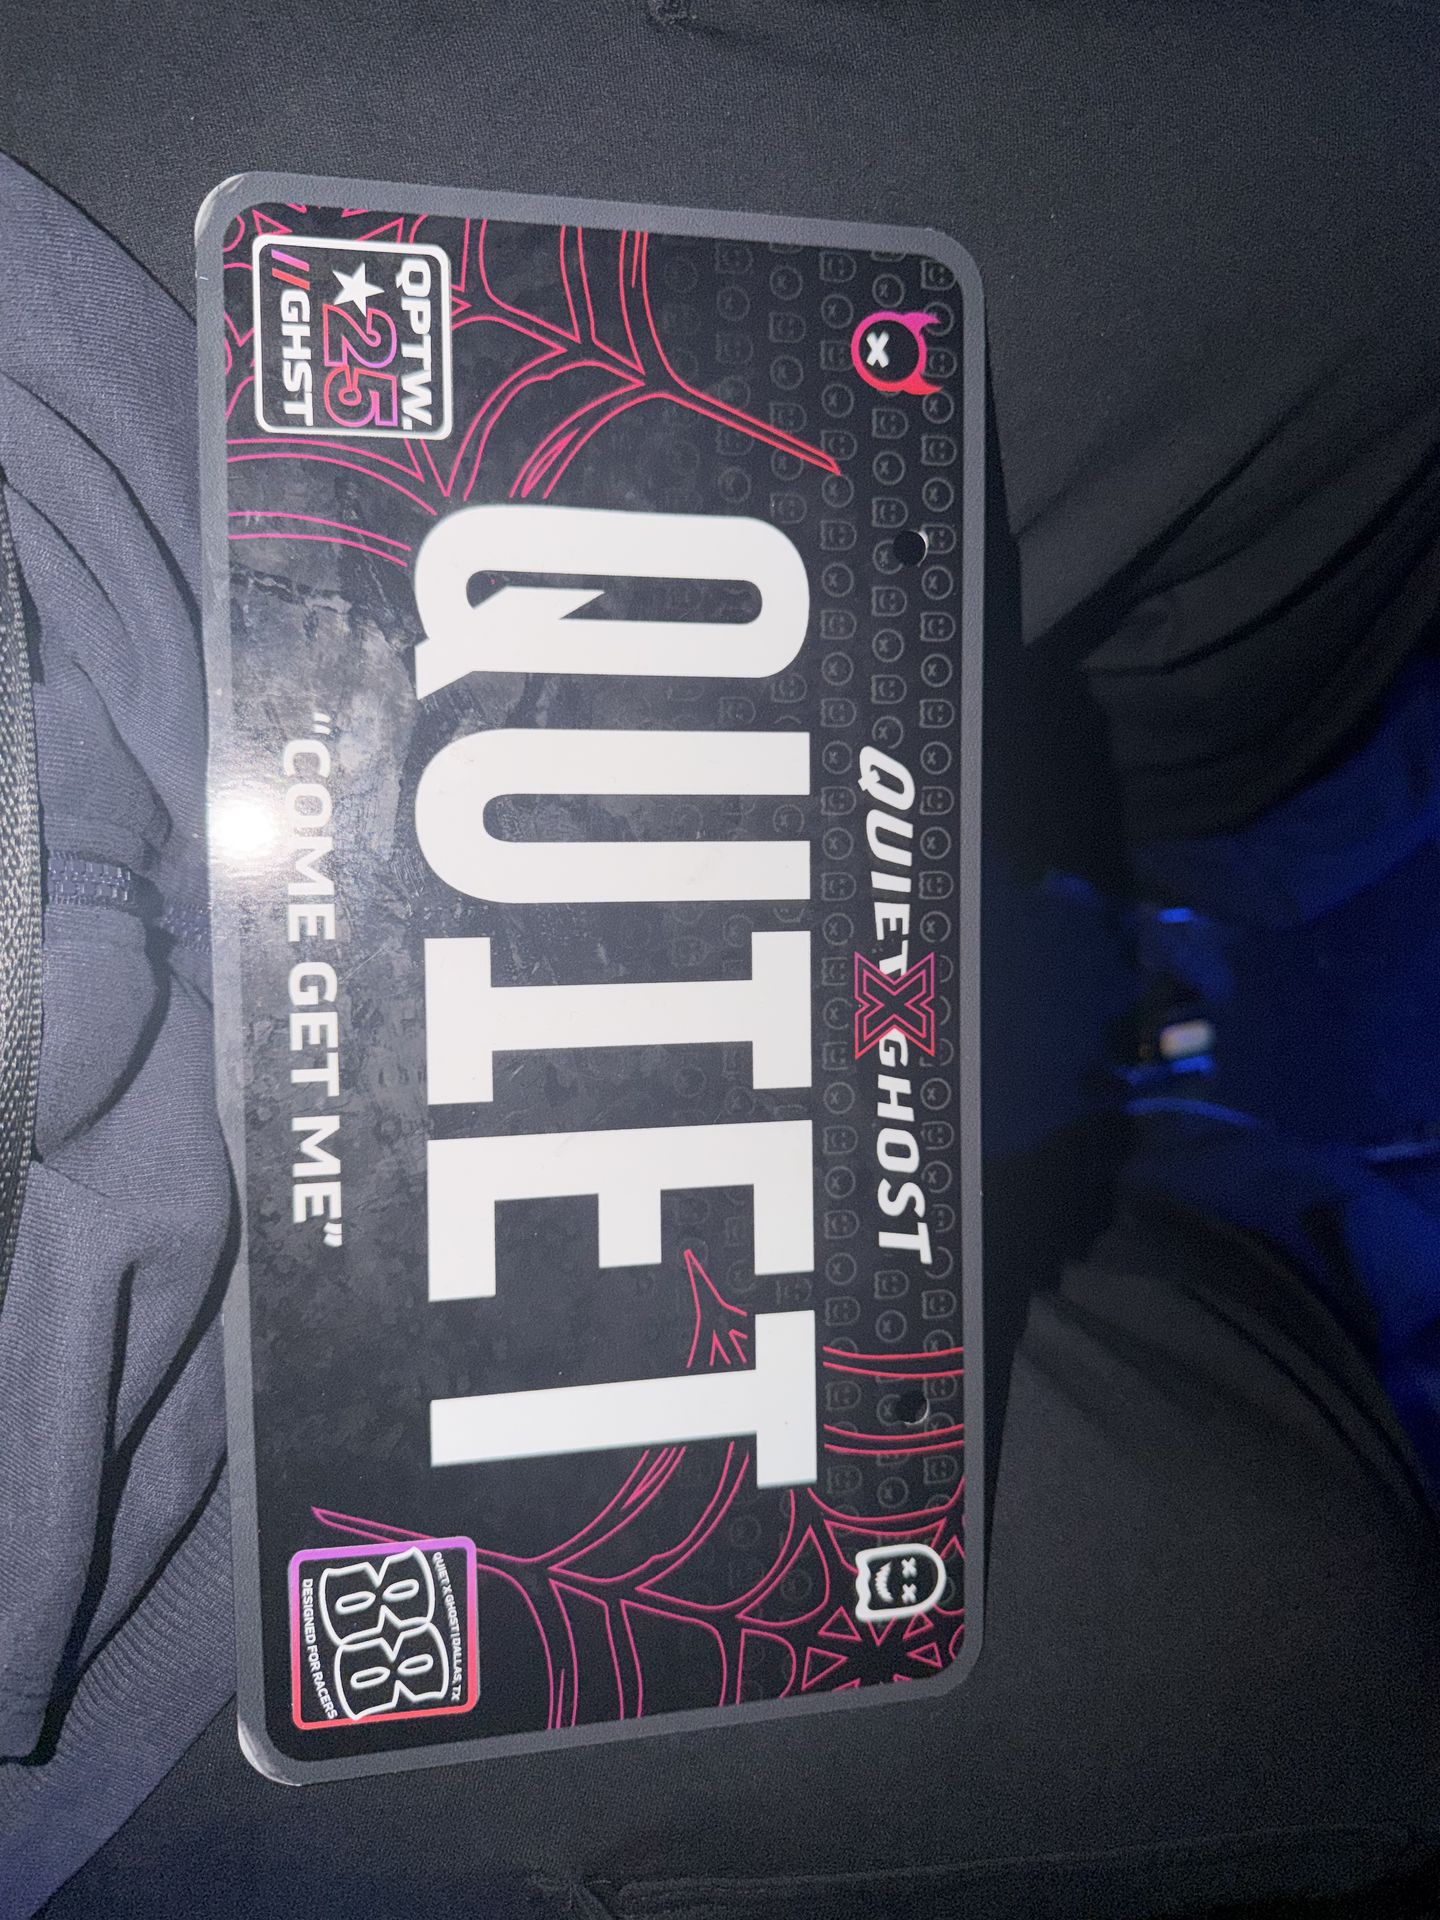 QUIET X GHOST
QUIET
"COME GET ME"
QPTW.
★25
//GHST
QUIET X GHOST | DALLAS, TX
88
DESIGNED FOR RACERS